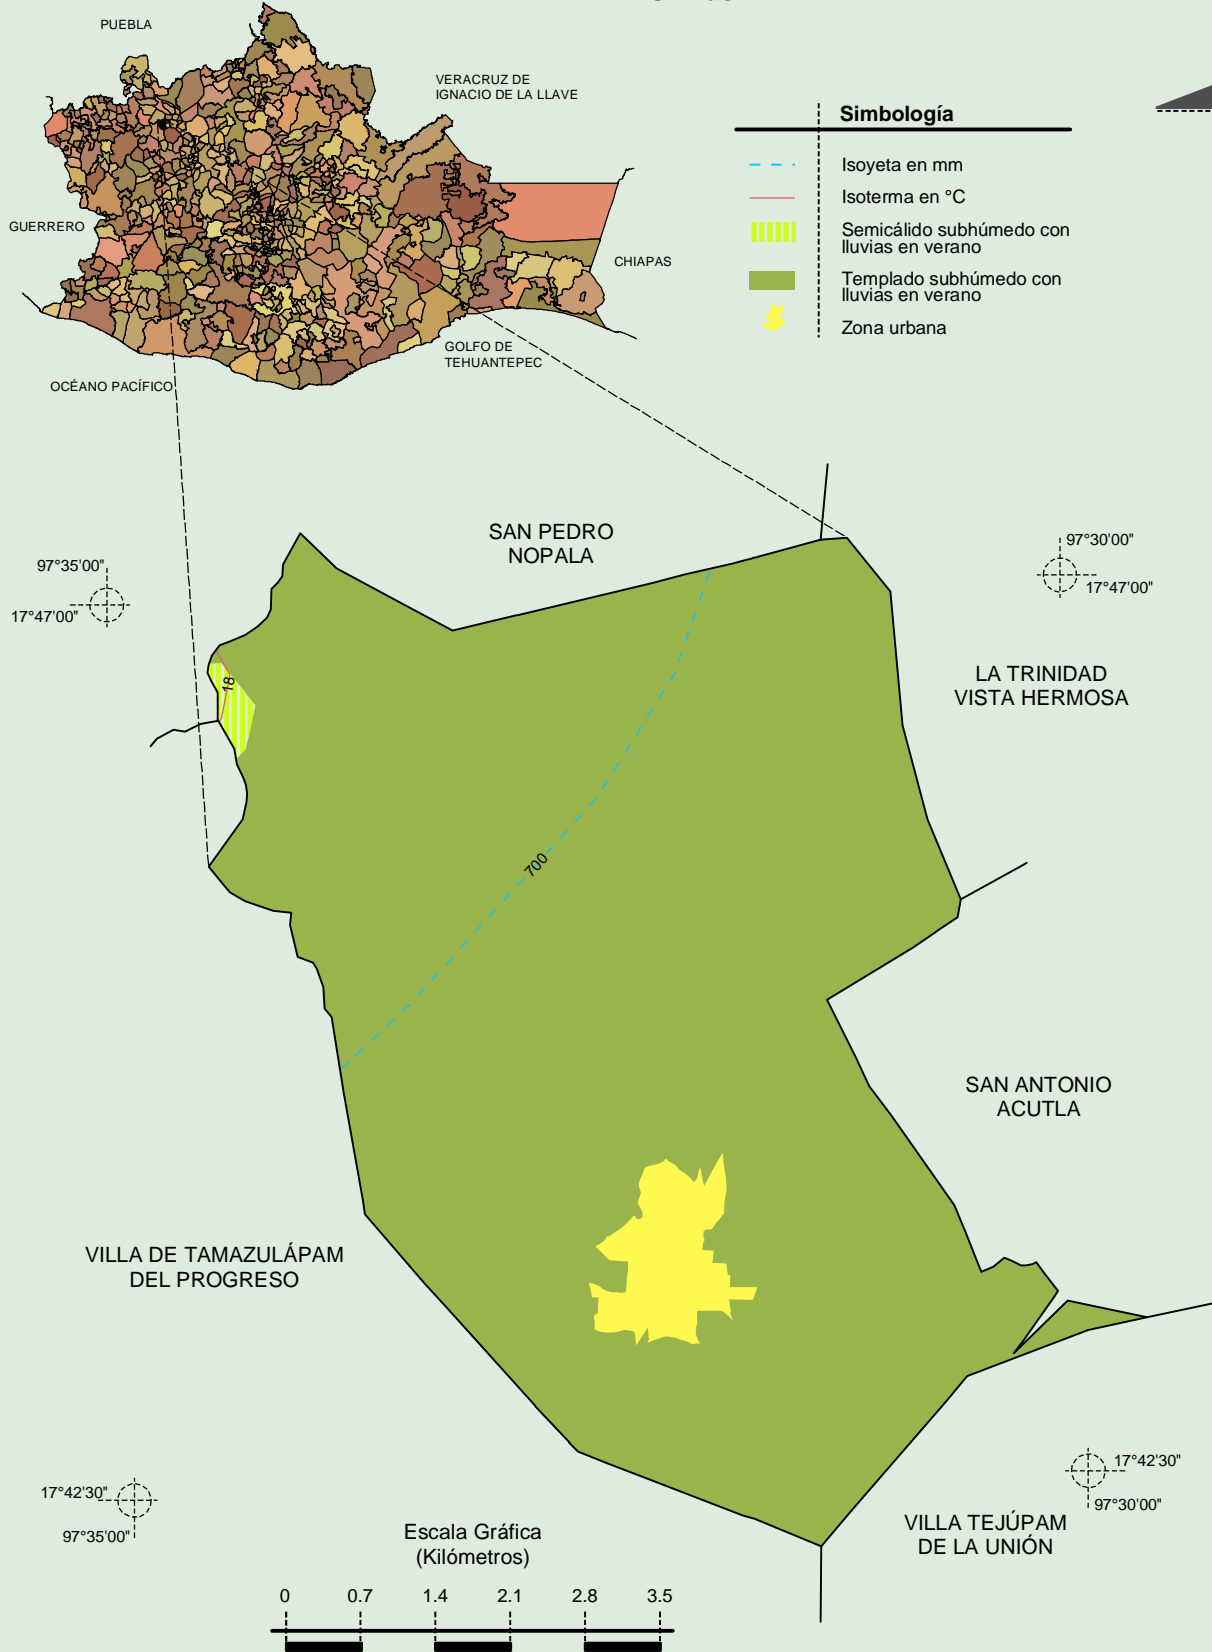 PUEBLA
VERACRUZ DE
IGNACIO DE LA LLAVE
GUERRERO
CHIAPAS
GOLFO DE
TEHUANTEPEC
OCÉANO PACÍFICO
Simbología
Isoyeta en mm
Isoterma en °C
Semicálido subhúmedo con
lluvias en verano
Templado subhúmedo con
lluvias en verano
Zona urbana
SAN PEDRO
NOPALA
97°35'00"
17°47'00"
97°30'00"
17°47'00"
LA TRINIDAD
VISTA HERMOSA
18
700
SAN ANTONIO
ACUTLA
VILLA DE TAMAZULÁPAM
DEL PROGRESO
17°42'30"
97°35'00"
17°42'30"
97°30'00"
VILLA TEJÚPAM
DE LA UNIÓN
Escala Gráfica
(Kilómetros)
0 0.7 1.4 2.1 2.8 3.5